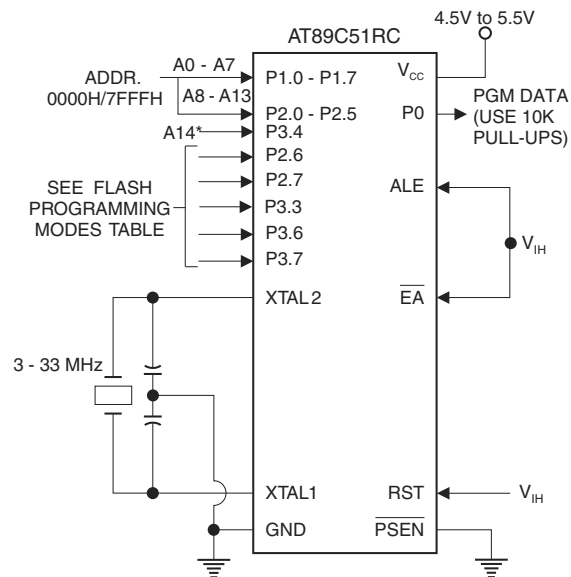 4.5V to 5.5V
AT89C51RC
ADDR.
0000H/7FFFH
A0 - A7
P1.0 - P1.7
VCC
A8 - A13
P2.0 - P2.5
P0
PGM DATA
(USE 10K
PULL-UPS)
A14*
P3.4
P2.6
SEE FLASH
PROGRAMMING
MODES TABLE
P2.7
ALE
P3.3
P3.6
VIH
P3.7
XTAL2
EA
3 - 33 MHz
XTAL1
RST
VIH
GND
PSEN